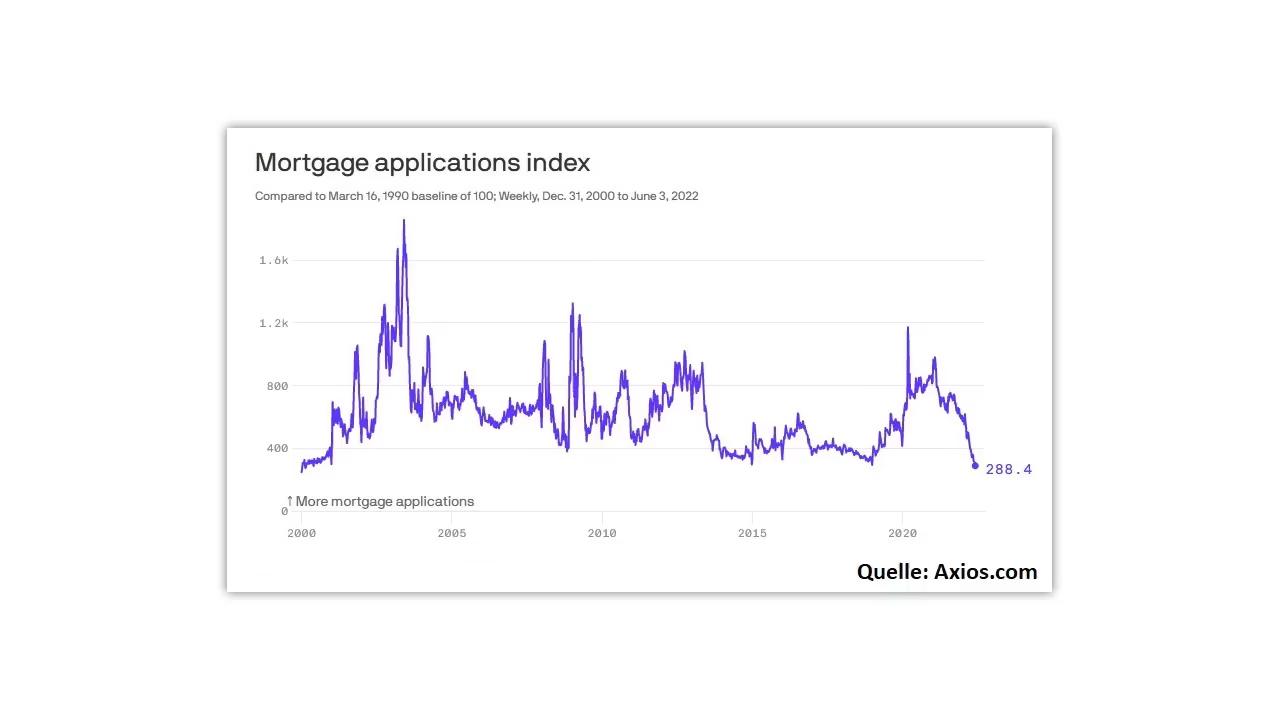 Mortgage applications index
Compared to March 16, 1990 baseline of 100; Weekly, Dec. 31, 2000 to June 3, 2022
1.6k
1.2k
800
400
288.4
↑ More mortgage applications
0
2000 2005 2010 2015 2020
Quelle: Axios.com